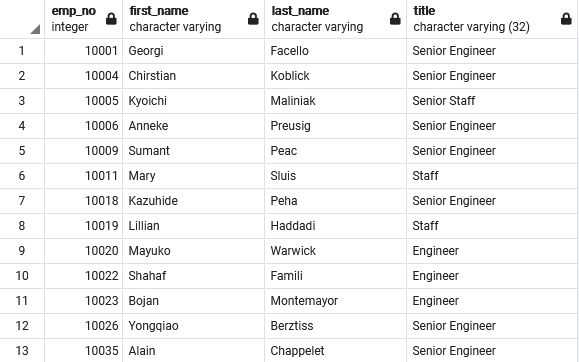 emp_no first_name last_name title
integer character varying character varying character varying (32)
1 10001 Georgi Facello Senior Engineer
2 10004 Chirstian Koblick Senior Engineer
3 10005 Kyoichi Maliniak Senior Staff
4 10006 Anneke Preusig Senior Engineer
5 10009 Sumant Peac Senior Engineer
6 10011 Mary Sluis Staff
7 10018 Kazuhide Peha Senior Engineer
8 10019 Lillian Haddadi Staff
9 10020 Mayuko Warwick Engineer
10 10022 Shahaf Famili Engineer
11 10023 Bojan Montemayor Engineer
12 10026 Yongqiao Berztiss Senior Engineer
13 10035 Alain Chappelet Senior Engineer